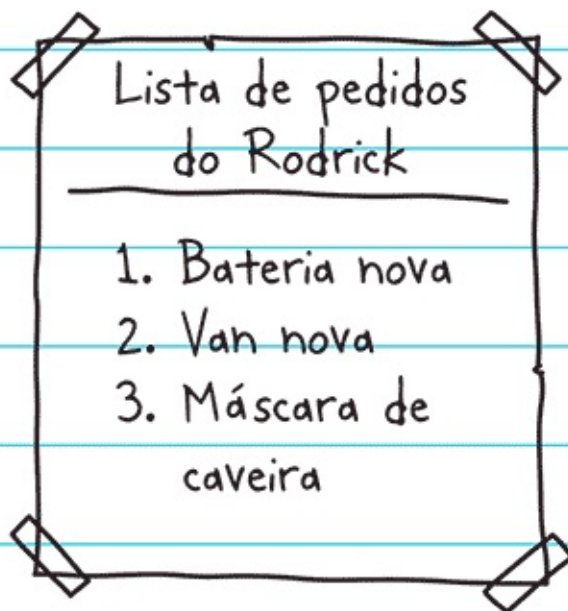 Lista de pedidos
do Rodrick
1. Bateria nova
2. Van nova
3. Máscara de
caveira